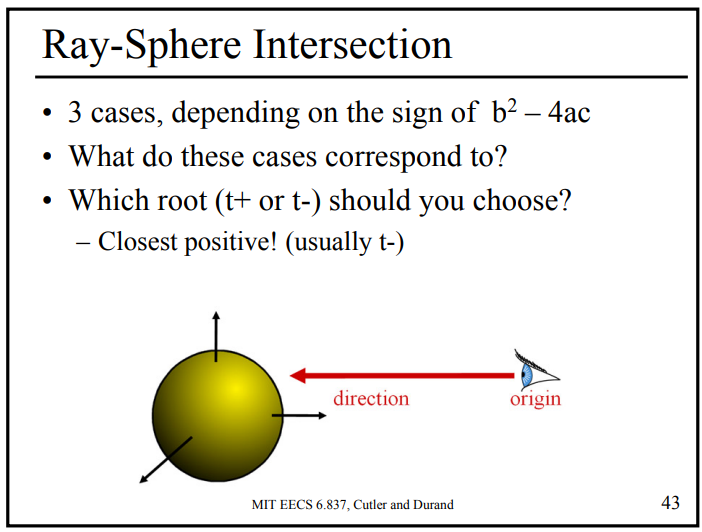 Ray-Sphere Intersection
• 3 cases, depending on the sign of b² – 4ac
• What do these cases correspond to?
• Which root (t+ or t-) should you choose?
– Closest positive! (usually t-)
direction
origin
MIT EECS 6.837, Cutler and Durand
43